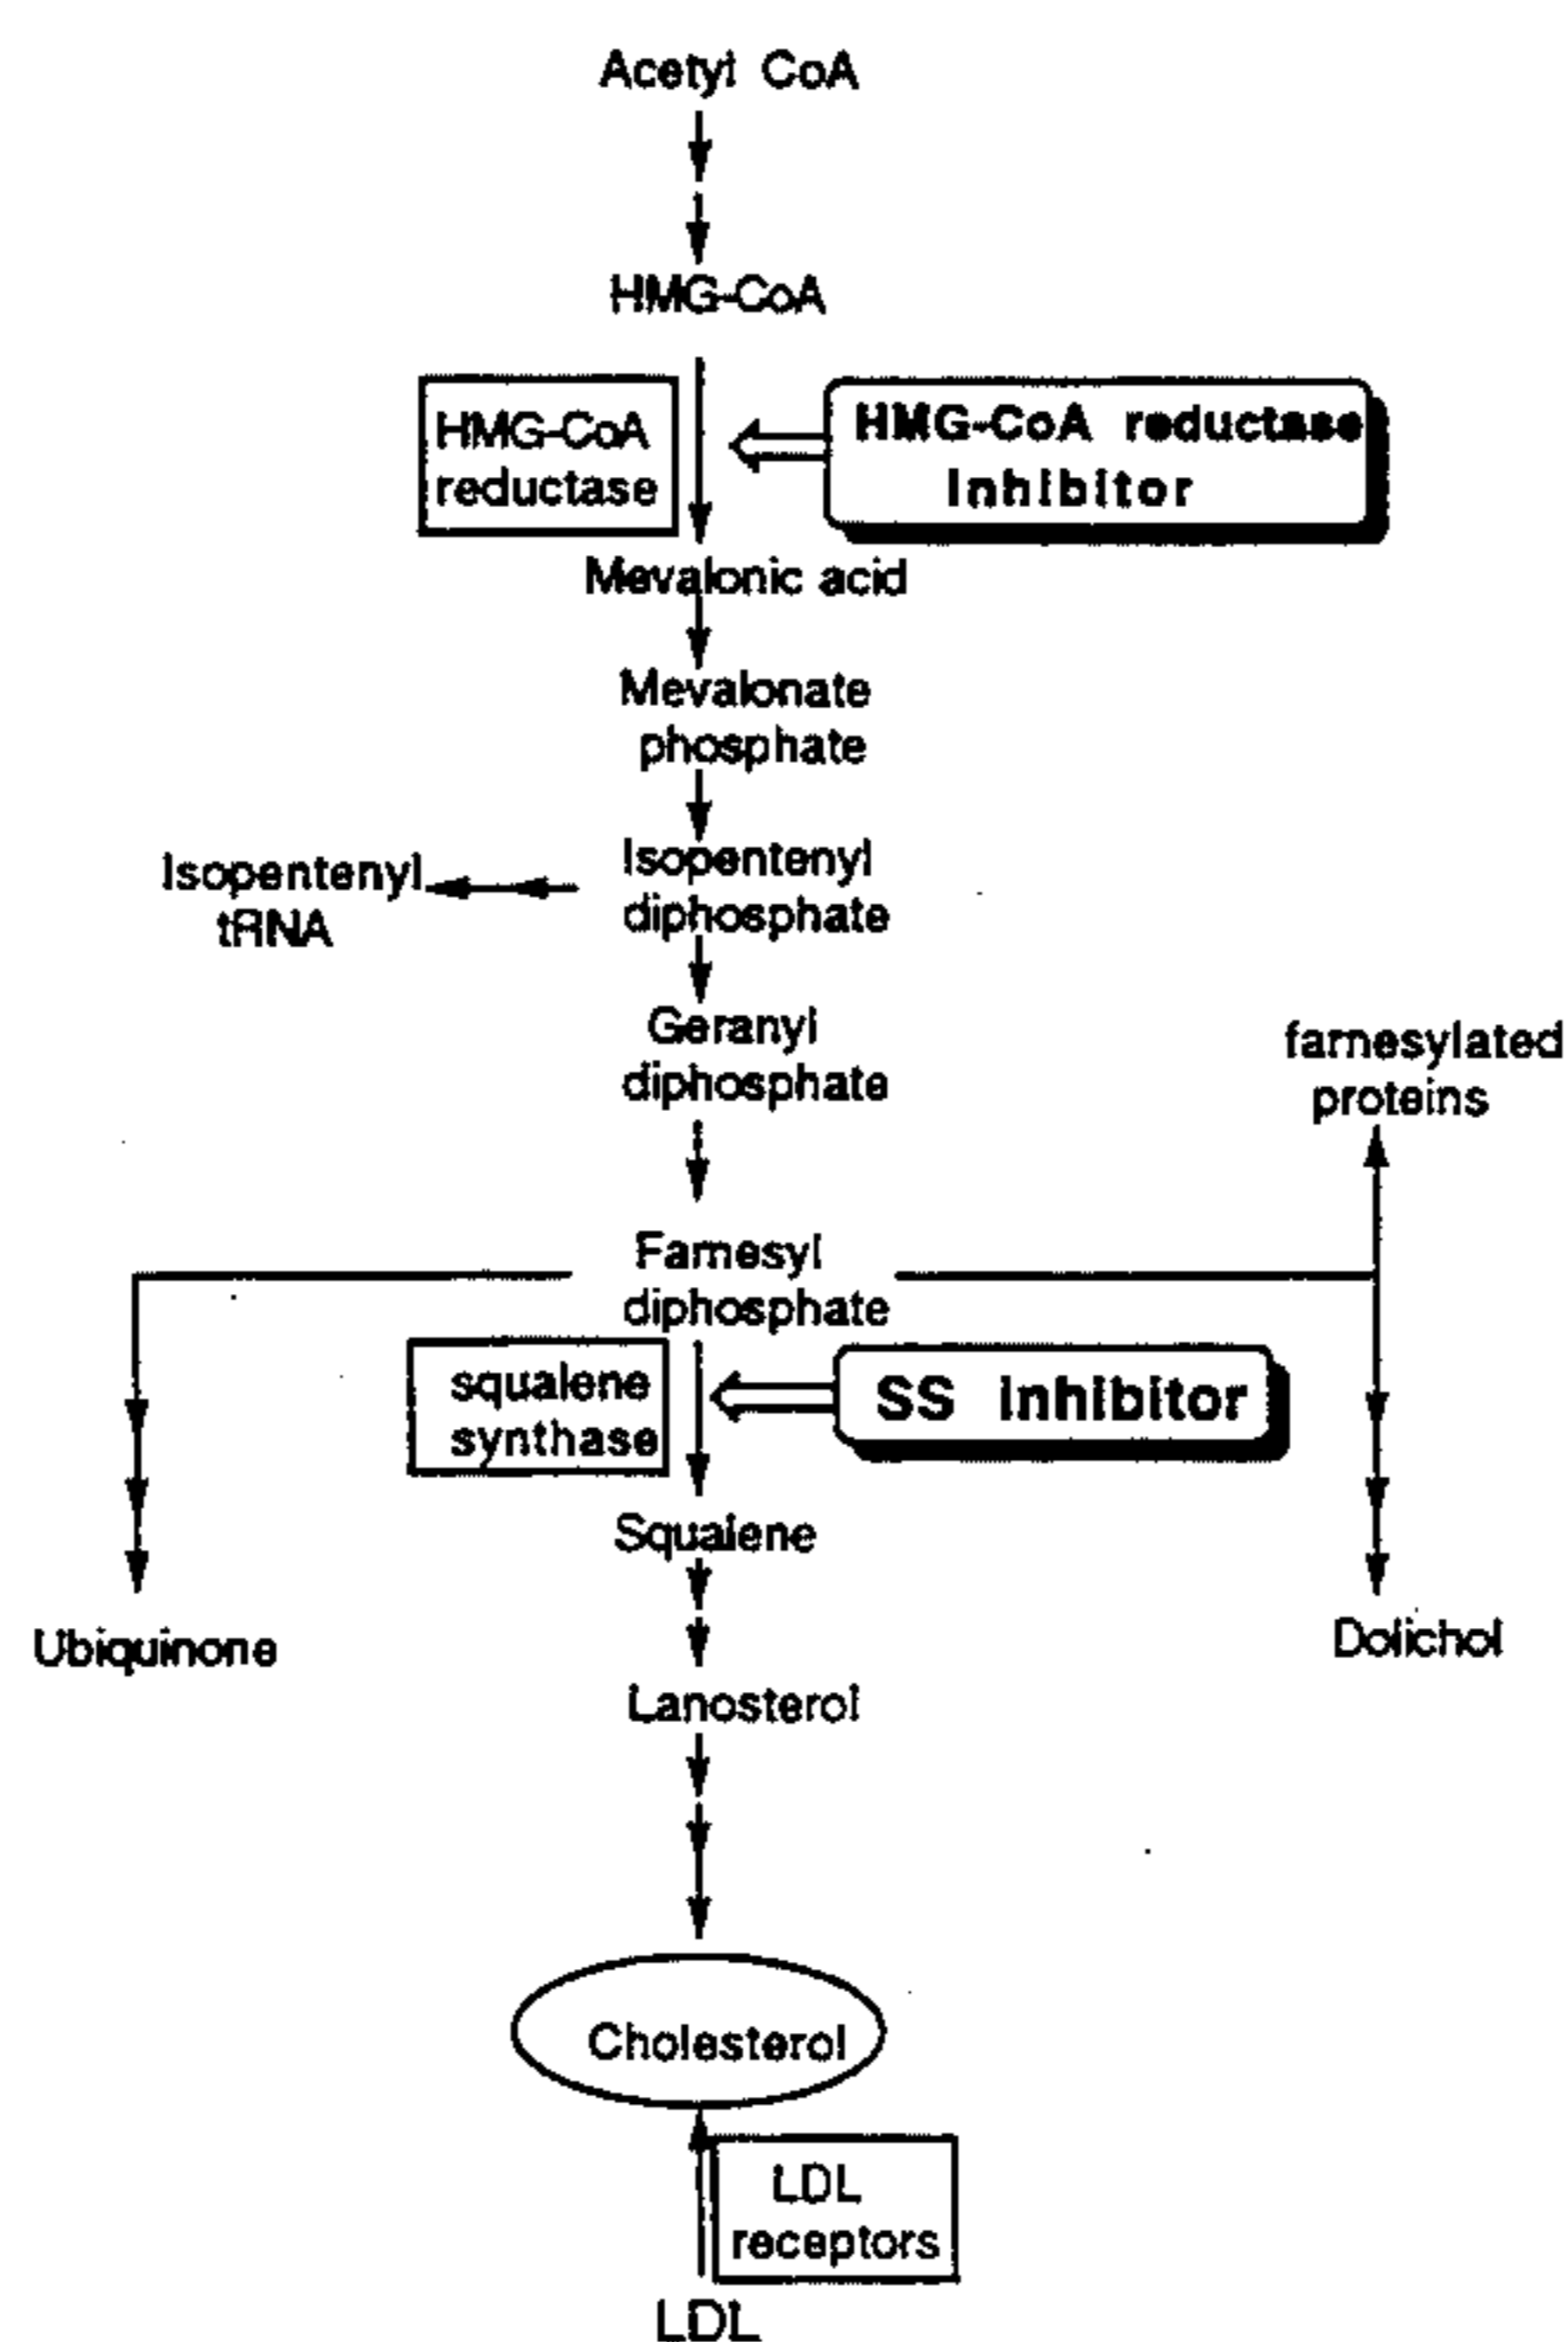 Acetyl CoA
HMG-CoA
HMG-CoA
reductase
HMG-CoA reductase
Inhibitor
Mevalonic acid
Mevalonate
phosphate
Isopentenyl
tRNA
Isopentenyl
diphosphate
Geranyl
diphosphate
farnesylated
proteins
Farnesyl
diphosphate
squalene
synthase
SS inhibitor
Squalene
Ubiquinone
Dolichol
Lanosterol
Cholesterol
LDL
receptors
LDL